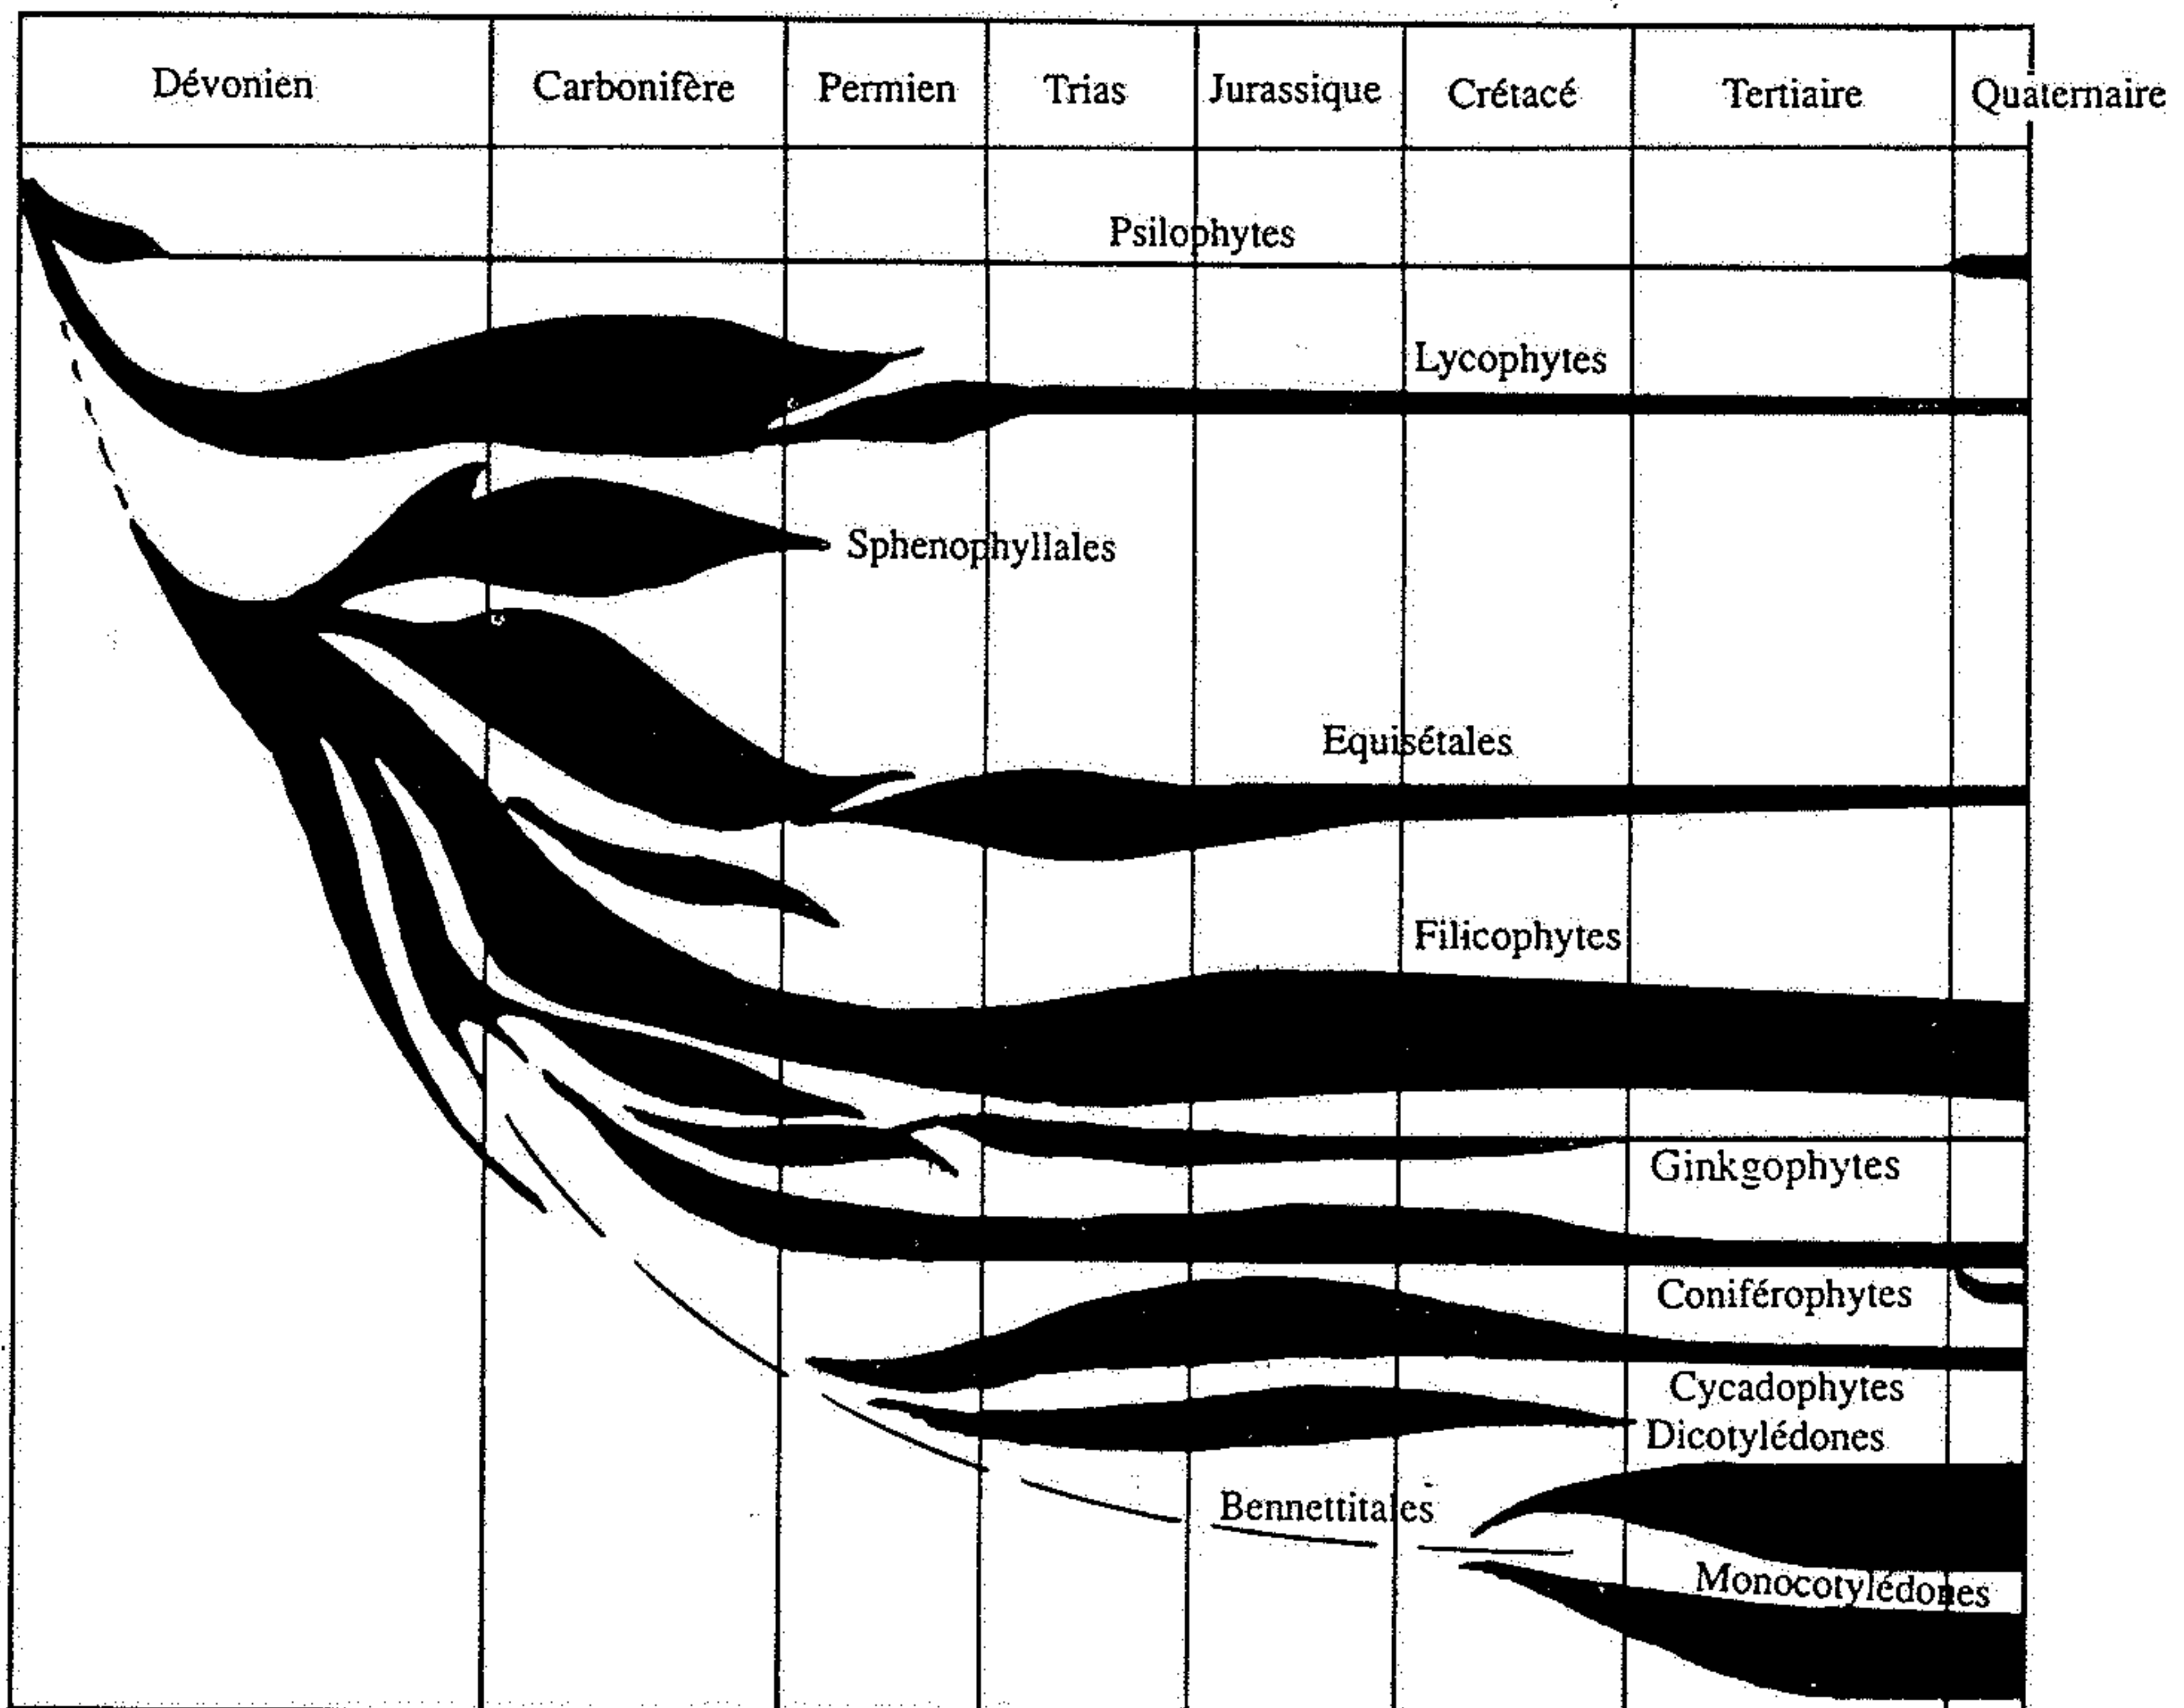 Dévonien Carbonifère Permien Trias Jurassique Crétacé Tertiaire Quaternaire
Psilophytes
Lycophytes
Sphenophyllales
Equisétales
Filicophytes
Ginkgophytes
Coniférophytes
Cycadophytes
Dicotylédones
Bennettitales
Monocotylédones